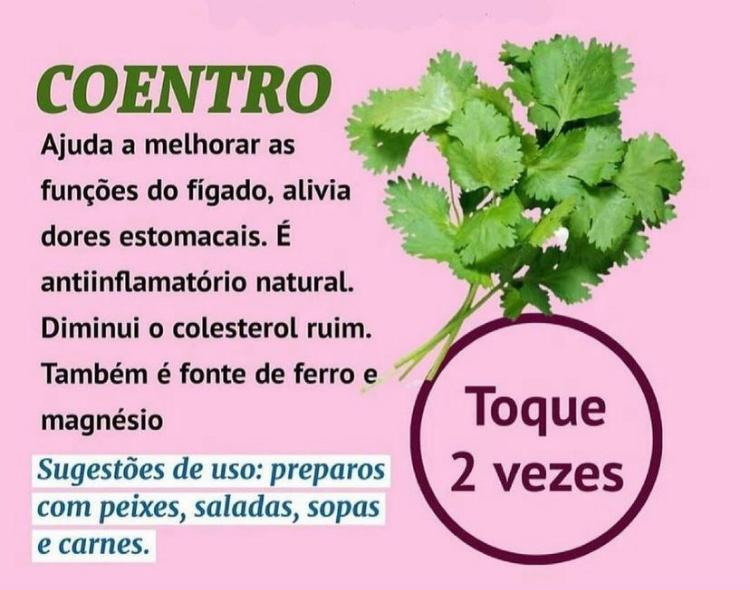 COENTRO
Ajuda a melhorar as
funções do fígado, alivia
dores estomacais. É
antiinflamatório natural.
Diminui o colesterol ruim.
Também é fonte de ferro e
magnésio
Sugestões de uso: preparos
com peixes, saladas, sopas
e carnes.
Toque
2 vezes